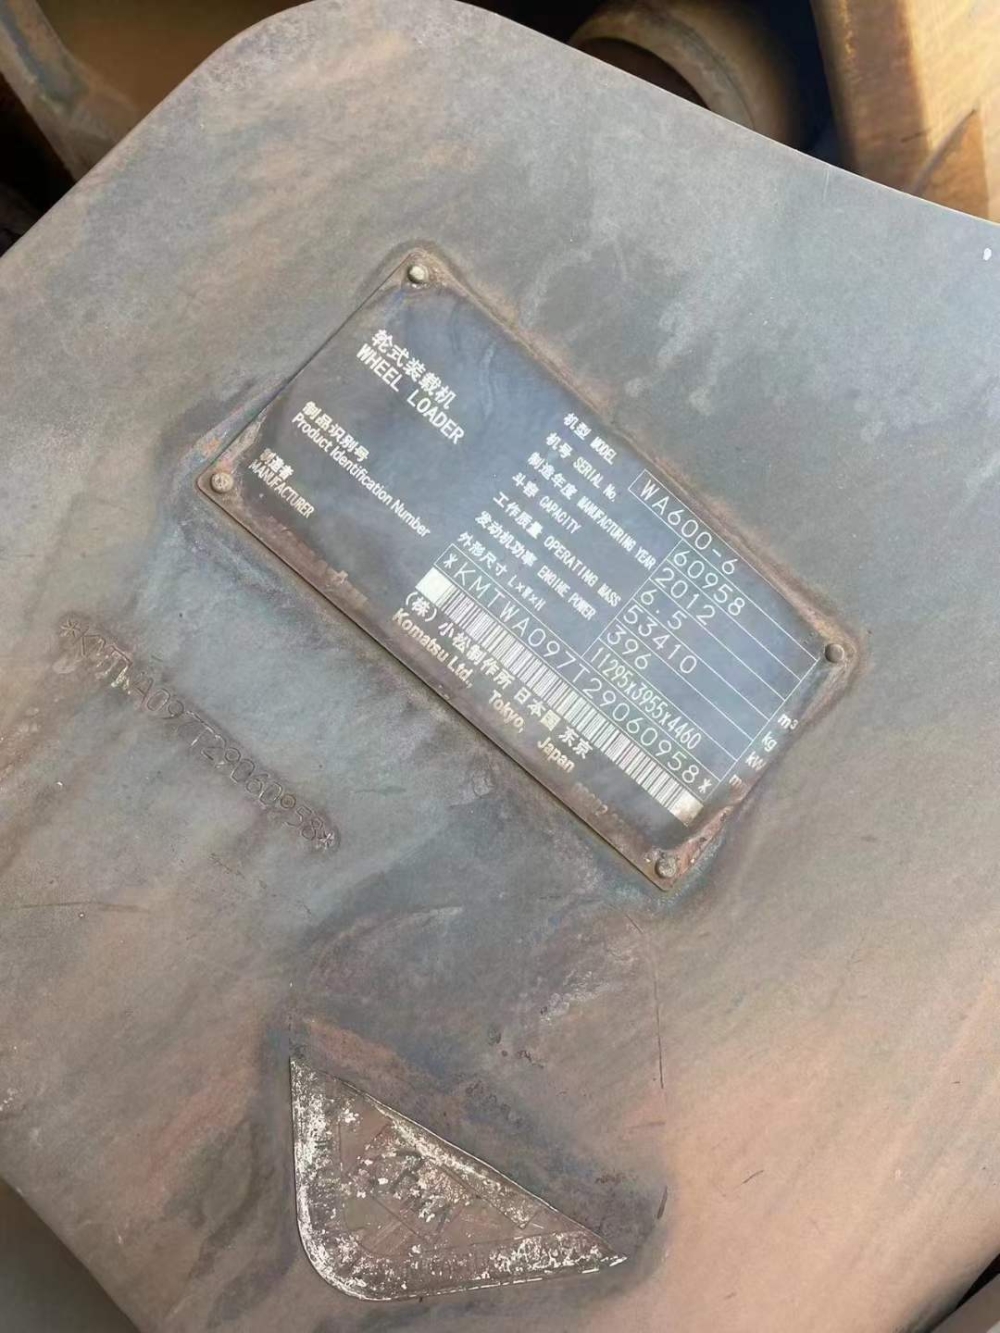 轮式装载机
WHEEL LOADER
机型 MODEL WA600-6
机号 SERIAL No. 60958
制造年度 MANUFACTURING YEAR 2012
斗容 CAPACITY 6.5 m³
工作质量 OPERATING MASS 53410 kg
发动机功率 ENGINE POWER 396 kW
外形尺寸 L×W×H 11295x3955x4460
制品识别号
Product Identification Number *KMTWA097T29060958*
制造者
MANUFACTURER
(株)小松制作所 日本国 东京
Komatsu Ltd., Tokyo, Japan
*KMTWA097T29060958*